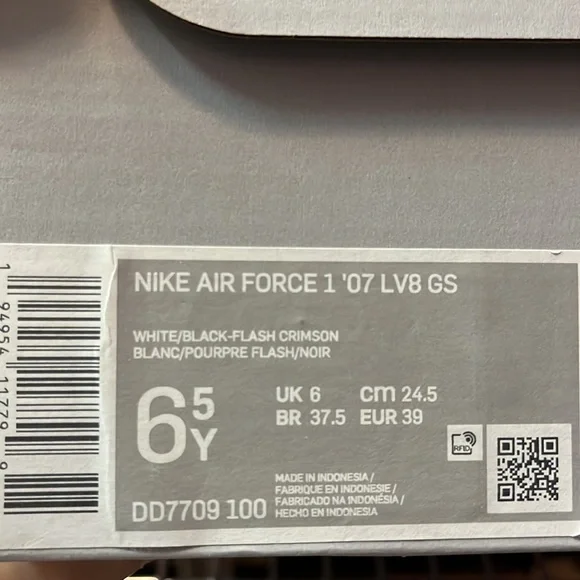 NIKE AIR FORCE 1 '07 LV8 GS
WHITE/BLACK-FLASH CRIMSON
BLANC/POURPRE FLASH/NOIR
6 5 Y
UK 6 cm 24.5
BR 37.5 EUR 39
RFID
MADE IN INDONESIA /
FABRIQUE EN INDONESIE /
FABRICADO NA INDONÉSIA /
HECHO EN INDONESIA
DD7709 100